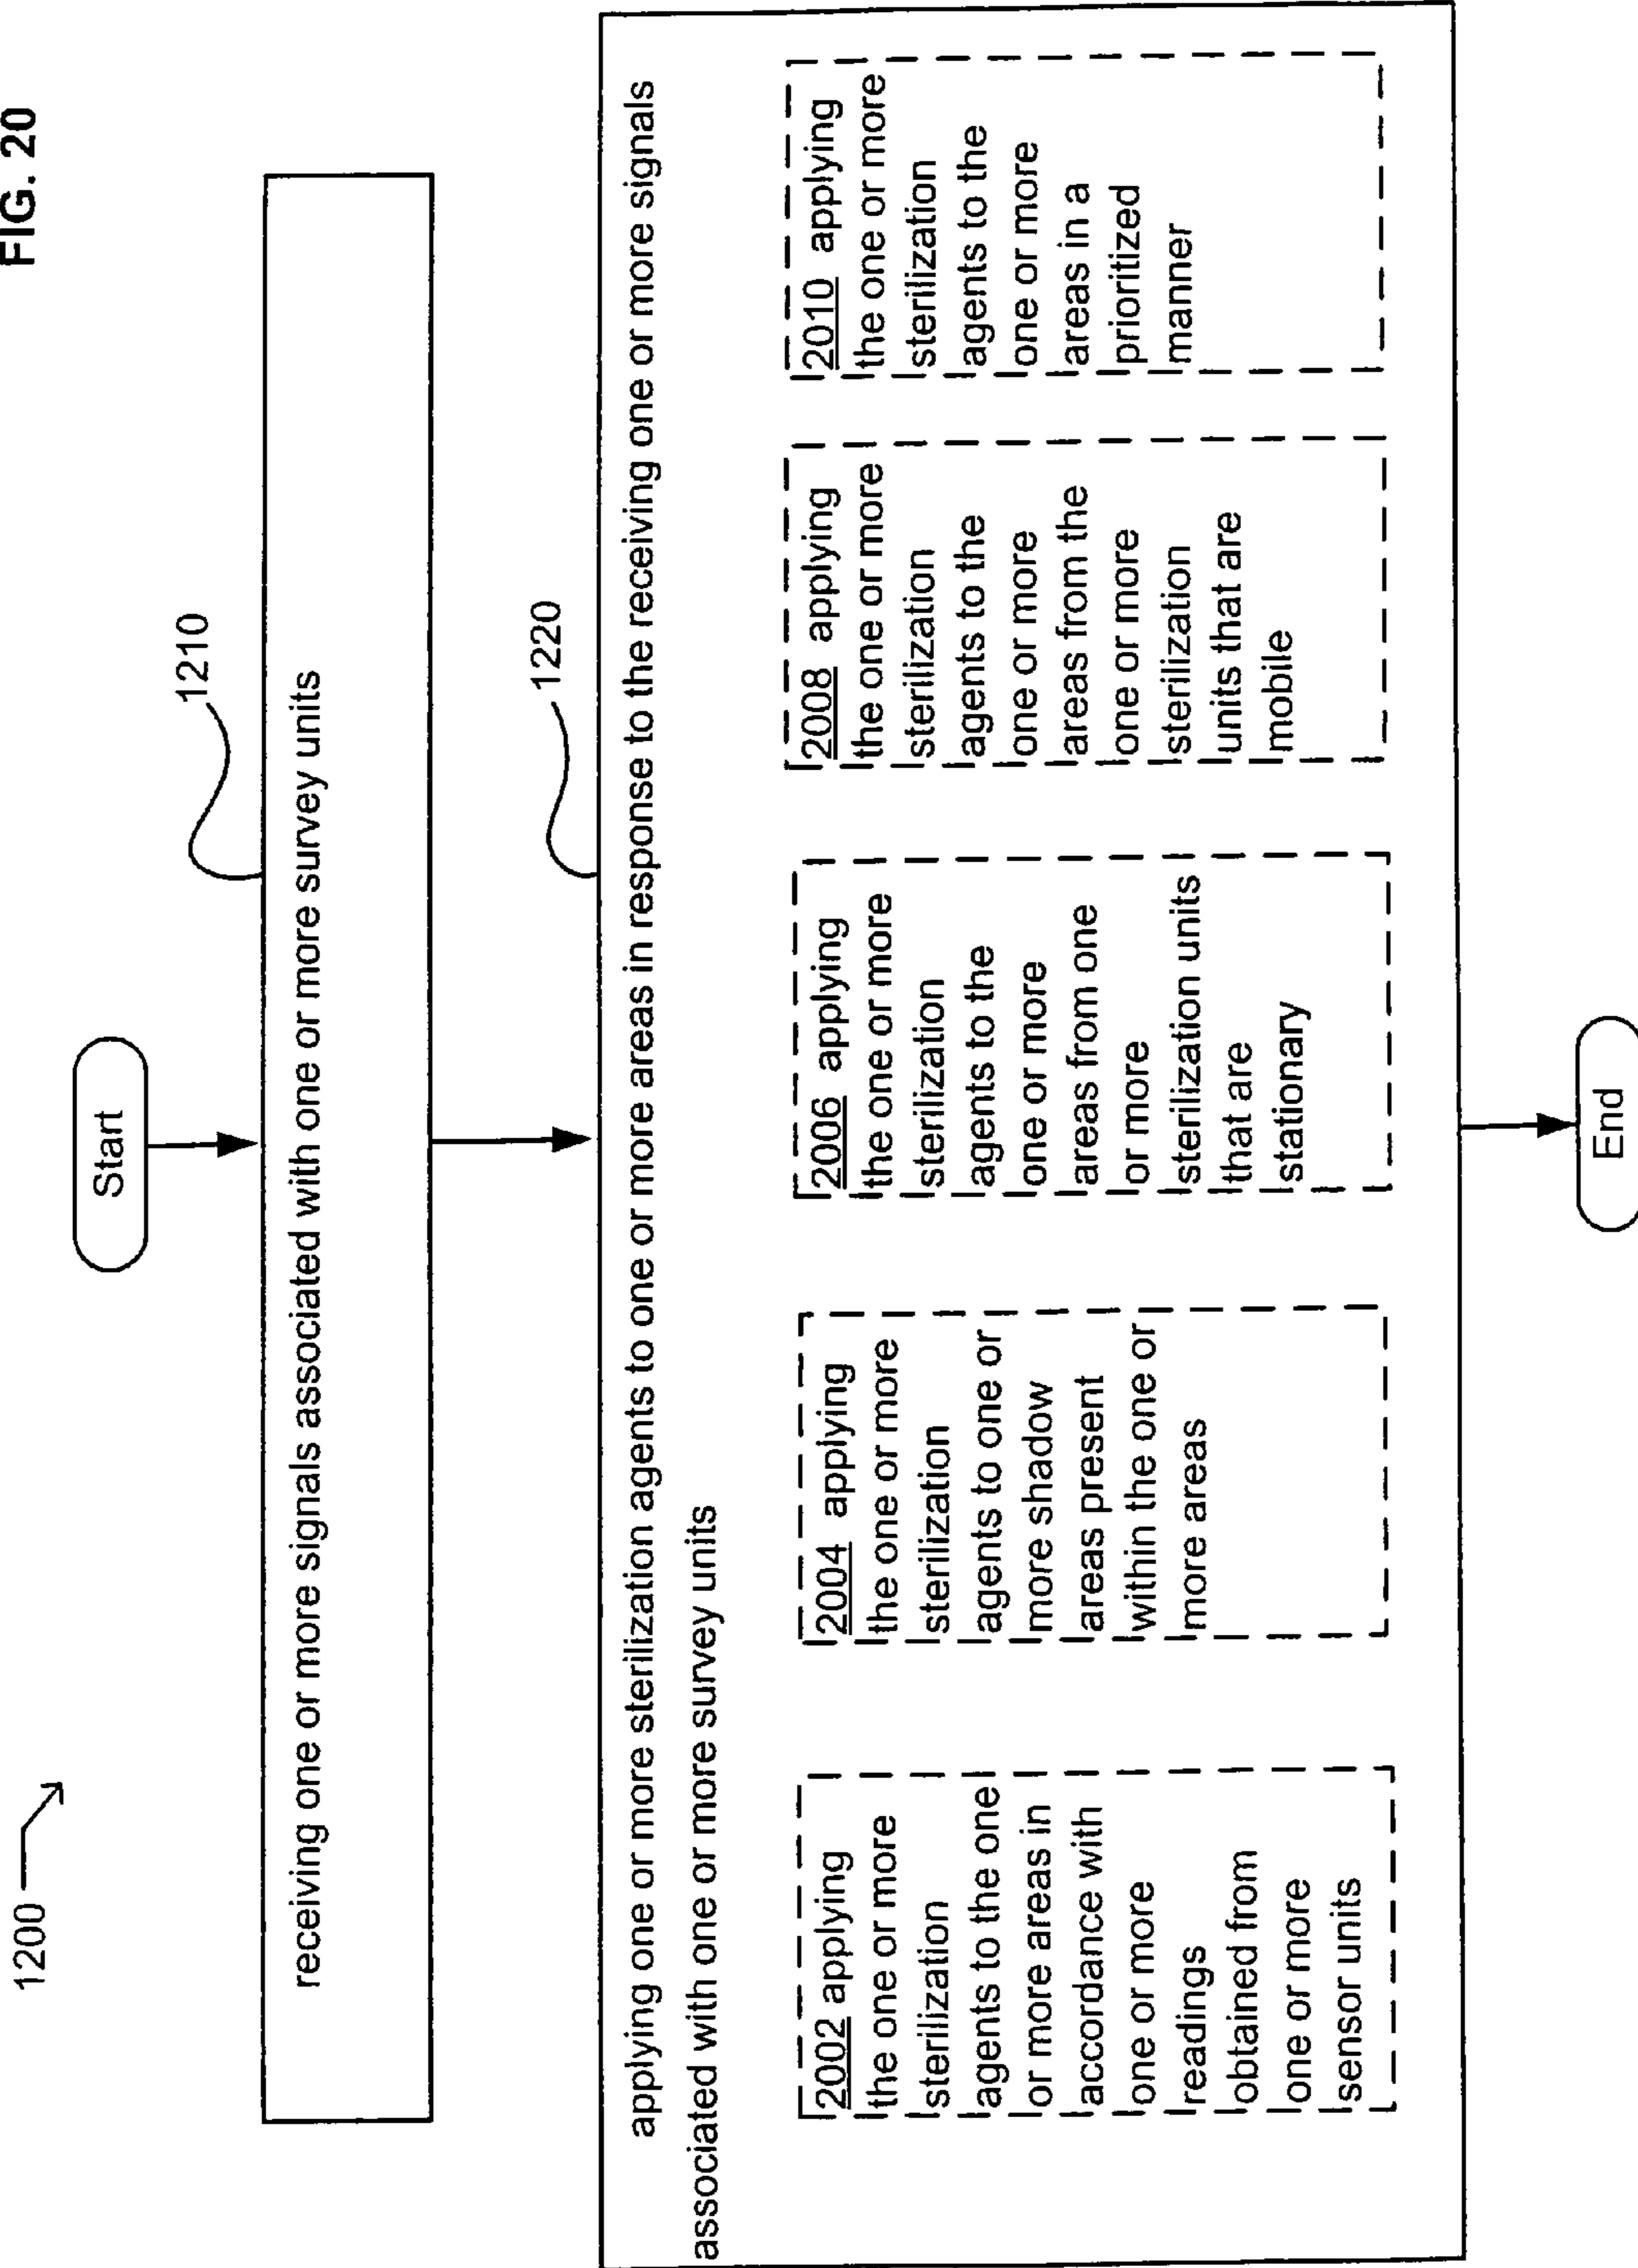 1200
FIG. 20
Start
1210
receiving one or more signals associated with one or more survey units
1220
applying one or more sterilization agents to one or more areas in response to the receiving one or more signals
associated with one or more survey units
2002 applying
the one or more
sterilization
agents to the one
or more areas in
accordance with
one or more
readings
obtained from
one or more
sensor units
2004 applying
the one or more
sterilization
agents to one or
more shadow
areas present
within the one or
more areas
2006 applying
the one or more
sterilization
agents to the
one or more
areas from one
or more
sterilization units
that are
stationary
2008 applying
the one or more
sterilization
agents to the
one or more
areas from the
one or more
sterilization
units that are
mobile
2010 applying
the one or more
sterilization
agents to the
one or more
areas in a
prioritized
manner
End